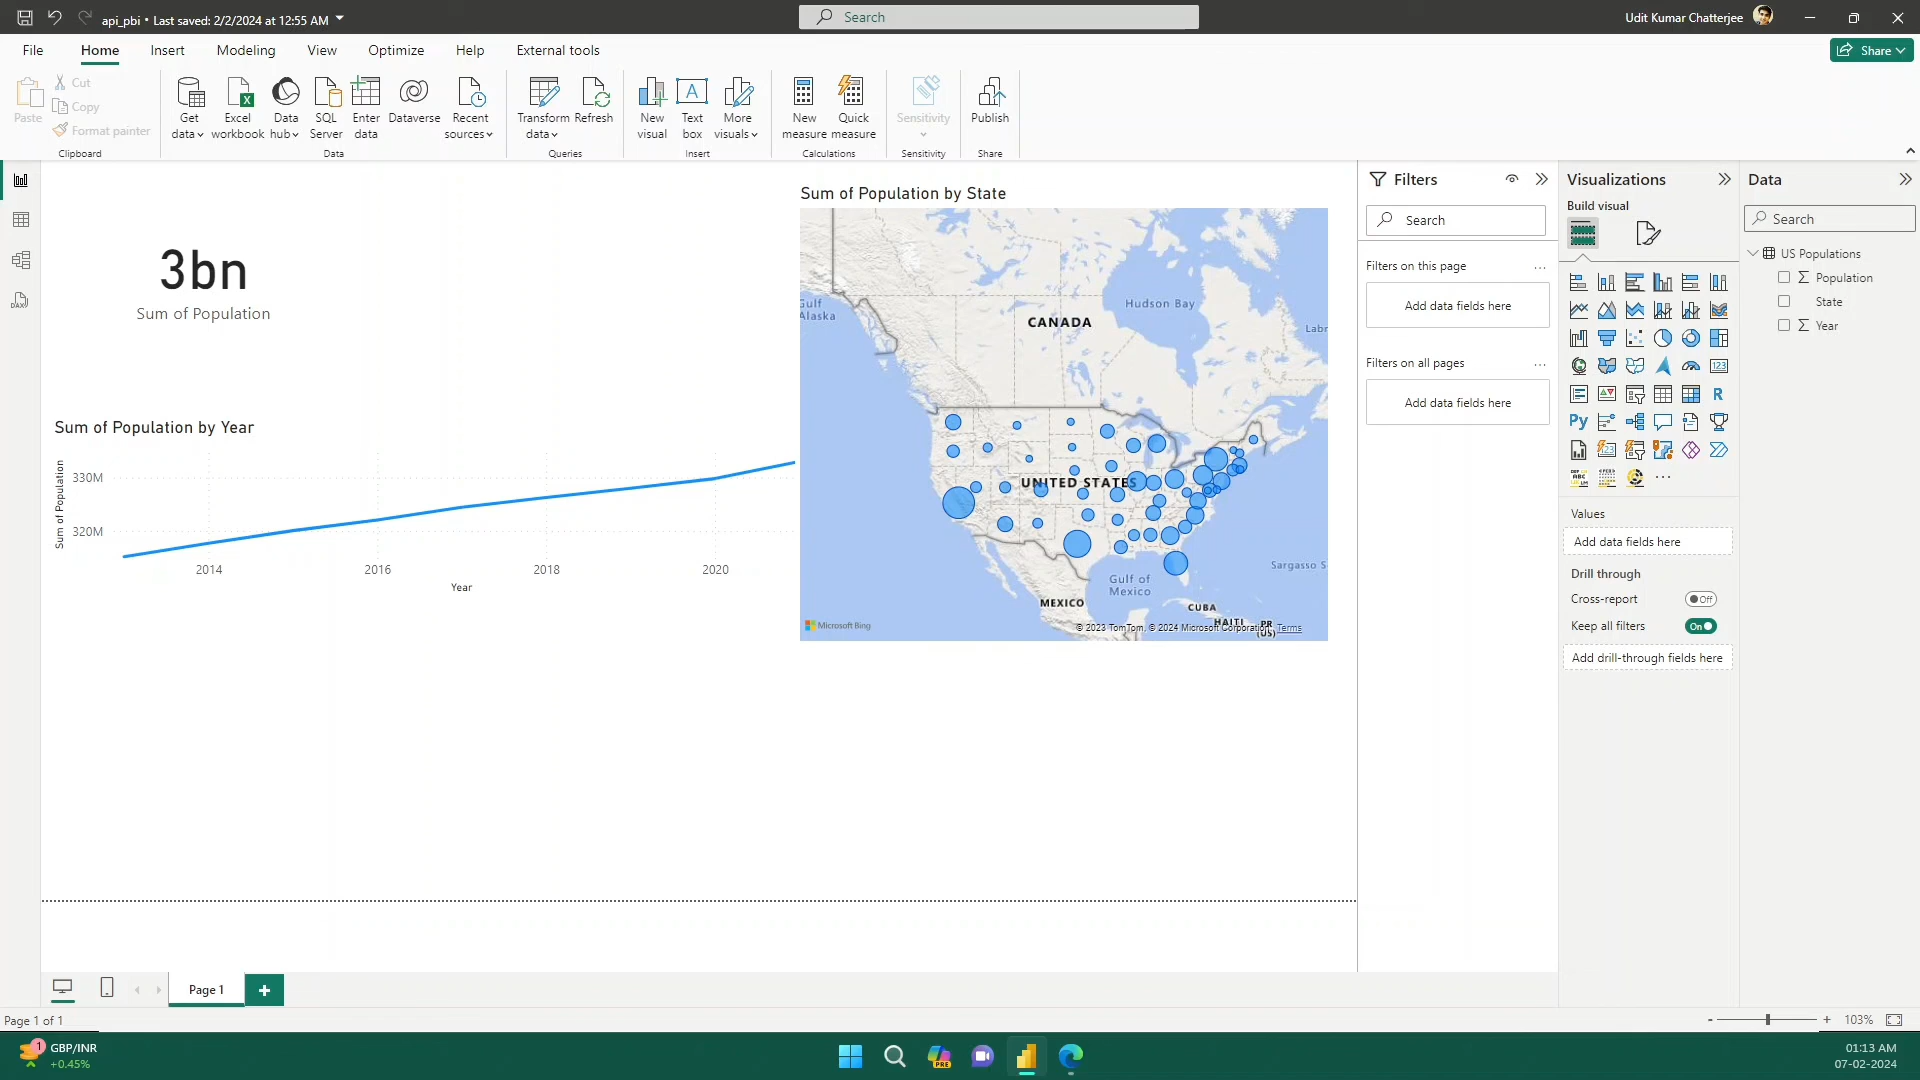 api_pbi • Last saved: 2/2/2024 at 12:55 AM
Search
Udit Kumar Chatterjee
File
Home
Insert
Modeling
View
Optimize
Help
External tools
Share
Paste
Cut
Copy
Format painter
Clipboard
Get data
Excel workbook
Data hub
SQL Server
Enter data
Dataverse
Recent sources
Data
Transform data
Refresh
Queries
New visual
Text box
More visuals
Insert
New measure
Quick measure
Calculations
Sensitivity
Sensitivity
Publish
Share
3bn
Sum of Population
Sum of Population by Year
Sum of Population
330M
320M
2014
2016
2018
2020
Year
Sum of Population by State
Gulf
Alaska
Hudson Bay
CANADA
Labr
UNITED STATES
Gulf of
Mexico
MEXICO
Sargasso S
CUBA
HAITI
PR
(US)
Microsoft Bing
© 2023 TomTom, © 2024 Microsoft Corporation
Terms
Filters
Search
Filters on this page
...
Add data fields here
Filters on all pages
...
Add data fields here
Visualizations
Build visual
123
R
Py
...
Values
Add data fields here
Drill through
Cross-report
Off
Keep all filters
On
Add drill-through fields here
Data
Search
US Populations
∑ Population
State
∑ Year
Page 1
+
Page 1 of 1
-
+
103%
1
GBP/INR
+0.45%
PRE
01:13 AM
07-02-2024